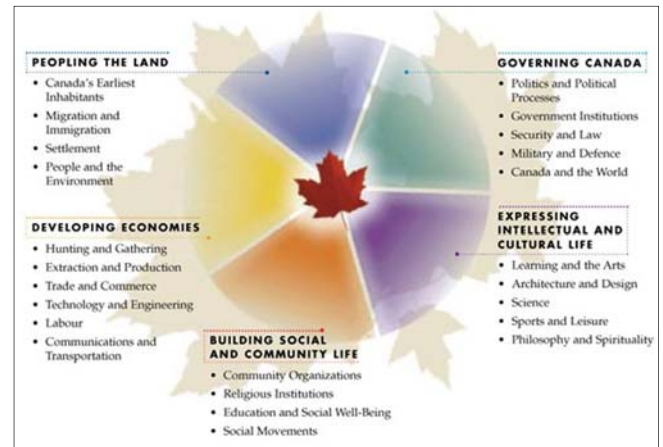 PEOPLING THE LAND
• Canada's Earliest
Inhabitants
• Migration and
Immigration
• Settlement
• People and the
Environment
GOVERNING CANADA
• Politics and Political
Processes
• Government Institutions
• Security and Law
• Military and Defence
• Canada and the World
DEVELOPING ECONOMIES
• Hunting and Gathering
• Extraction and Production
• Trade and Commerce
• Technology and Engineering
• Labour
• Communications and
Transportation
EXPRESSING
INTELLECTUAL AND
CULTURAL LIFE
• Learning and the Arts
• Architecture and Design
• Science
• Sports and Leisure
• Philosophy and Spirituality
BUILDING SOCIAL
AND COMMUNITY LIFE
• Community Organizations
• Religious Institutions
• Education and Social Well-Being
• Social Movements